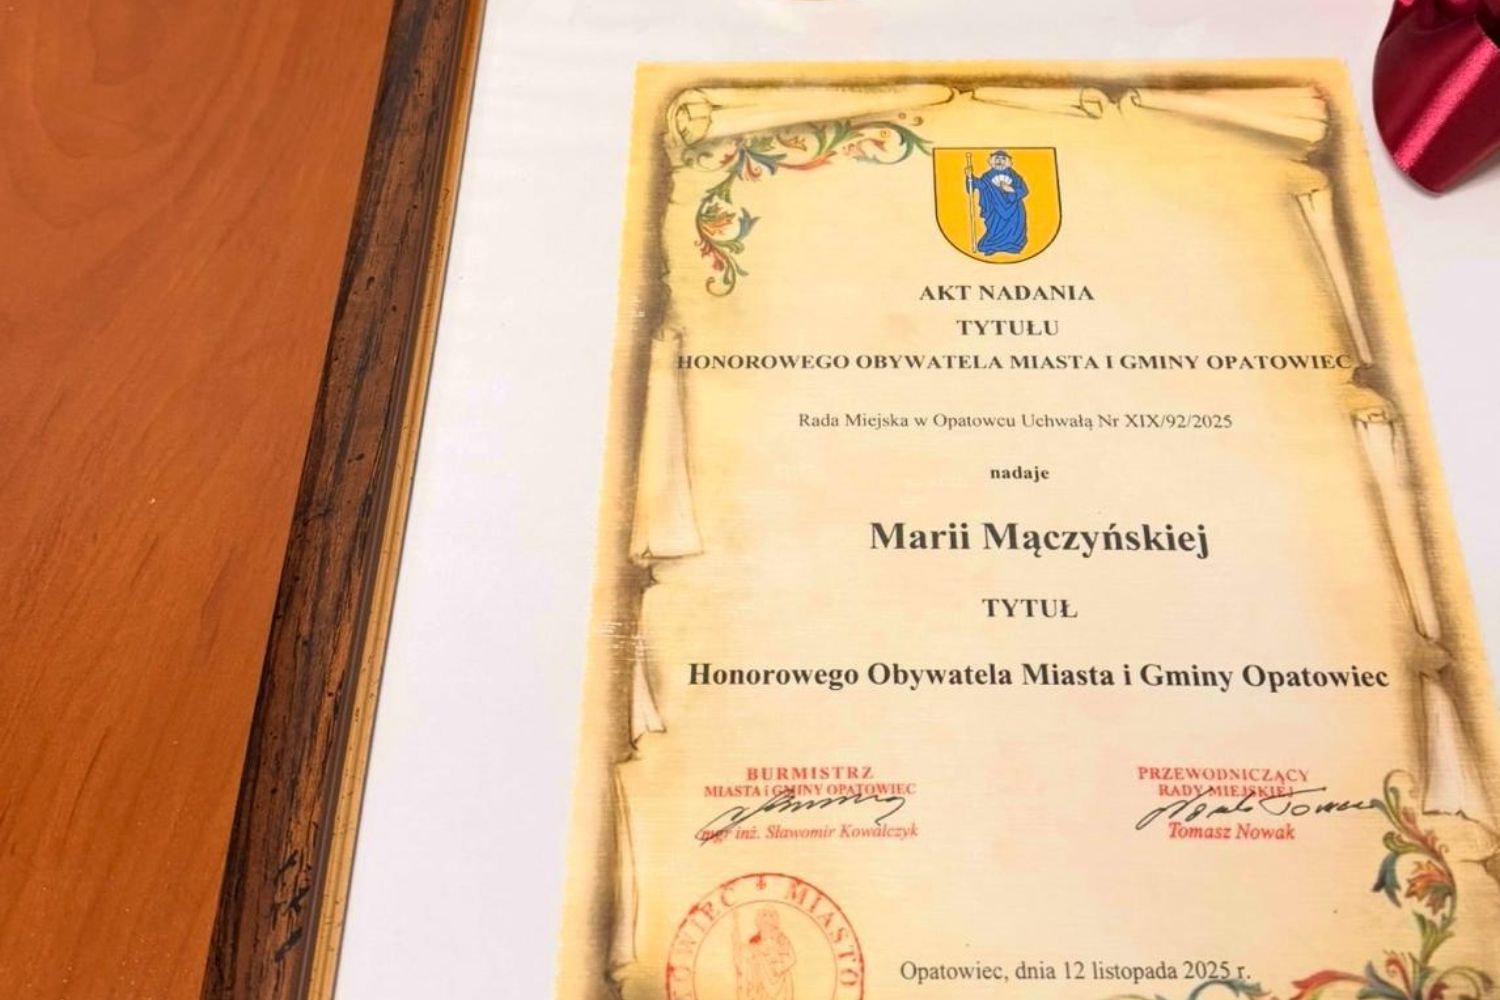 AKT NADANIA
TYTUŁU
HONOROWEGO OBYWATELA MIASTA I GMINY OPATOWIEC
Rada Miejska w Opatowcu Uchwałą Nr XIX/92/2025
nadaje
Marii Mączyńskiej
TYTUŁ
Honorowego Obywatela Miasta i Gminy Opatowiec
BURMISTRZ
MIASTA i GMINY OPATOWIEC
mgr inż. Sławomir Kowalczyk
PRZEWODNICZĄCY
RADY MIEJSKIEJ
Tomasz Nowak
TOWIEC MIASTO
Opatowiec, dnia 12 listopada 2025 r.